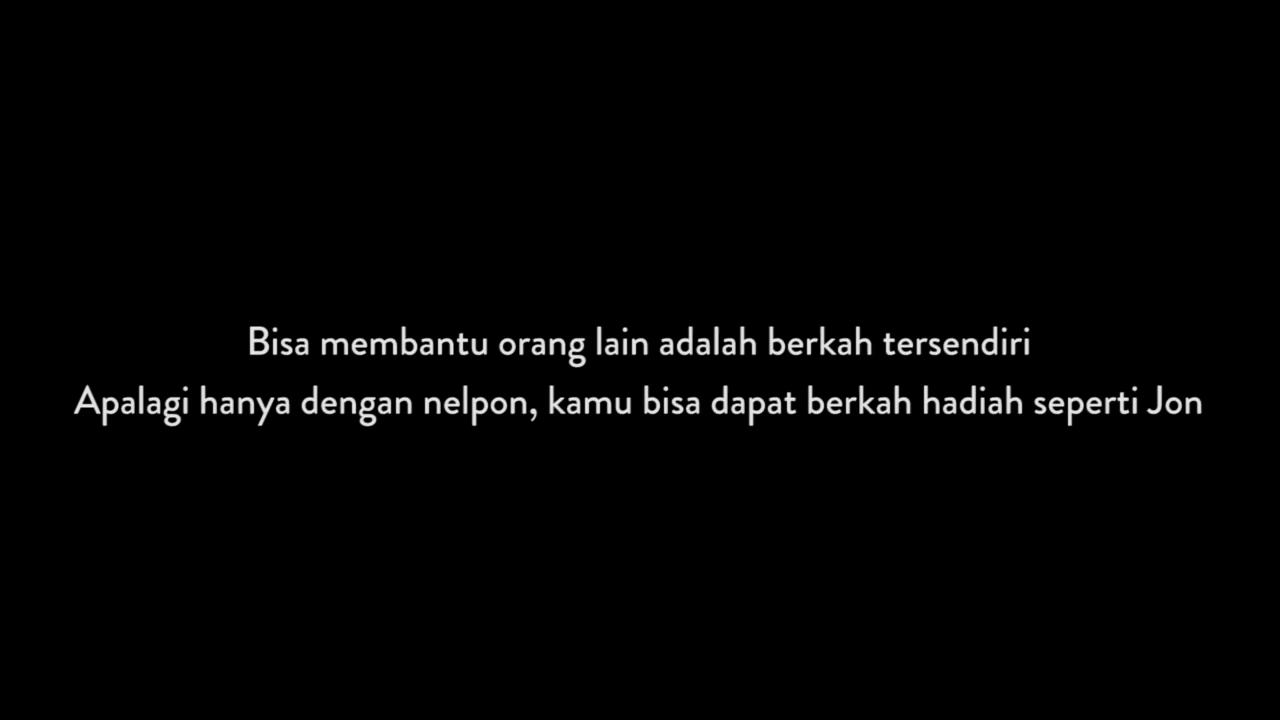 Bisa membantu orang lain adalah berkah tersendiri
Apalagi hanya dengan nelpon, kamu bisa dapat berkah hadiah seperti Jon